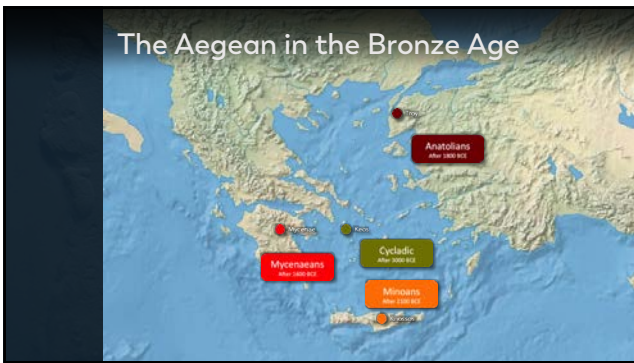 The Aegean in the Bronze Age
Troy
Anatolians
After 1800 BCE
Mycenae
Keos
Cycladic
After 3000 BCE
Mycenaeans
After 1600 BCE
Minoans
After 2100 BCE
Knossos